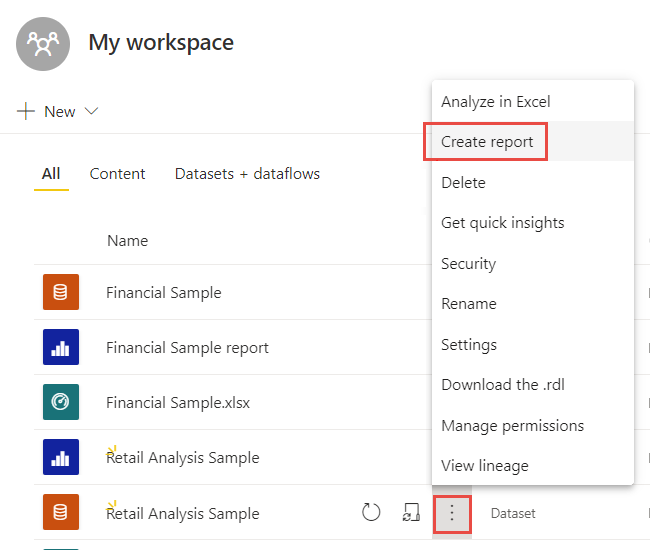 My workspace
New
Analyze in Excel
Create report
Delete
Get quick insights
Security
Rename
Settings
Download the .rdl
Manage permissions
View lineage
All Content Datasets + dataflows
Name
Financial Sample
Financial Sample report
Financial Sample.xlsx
Retail Analysis Sample
Retail Analysis Sample Dataset